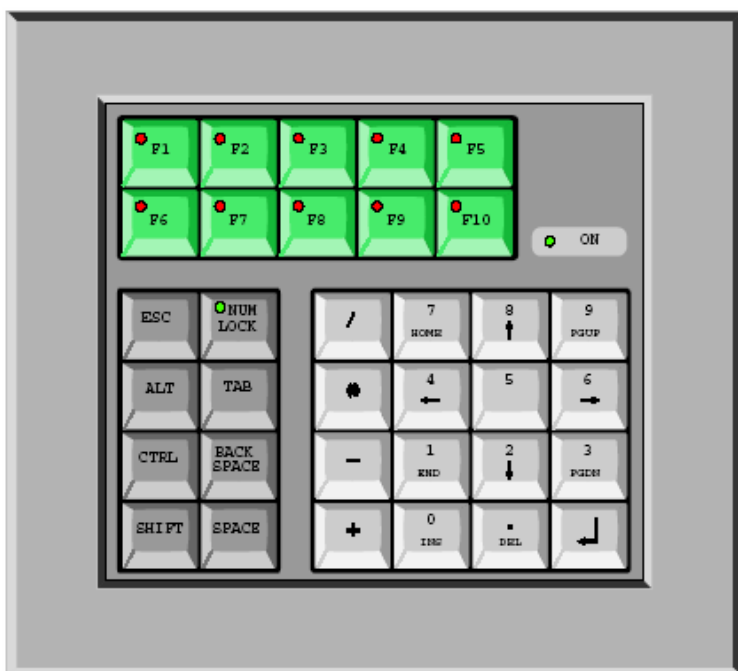 F1 F2 F3 F4 F5
F6 F7 F8 F9 F10
ON
ESC
NUM
LOCK
/
7
HOME
8
↑
9
PGUP
ALT
TAB
*
4
←
5
6
→
CTRL
BACK
SPACE
-
1
END
2
↓
3
PGDN
SHIFT
SPACE
+
0
INS
.
DEL
↵